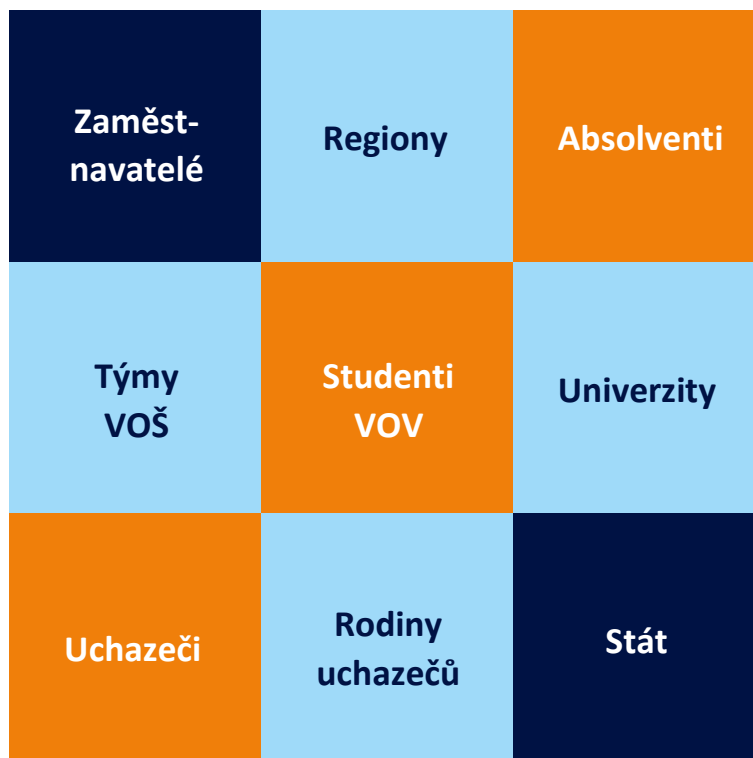 Zaměst-
navatelé
Regiony
Absolventi
Týmy
VOŠ
Studenti
VOV
Univerzity
Uchazeči
Rodiny
uchazečů
Stát